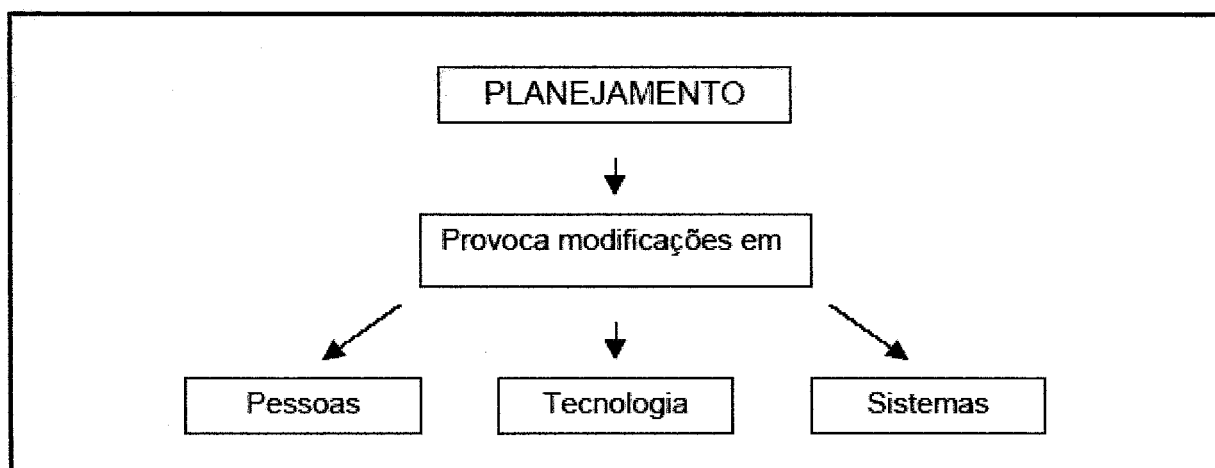 PLANEJAMENTO
Provoca modificações em
Pessoas
Tecnologia
Sistemas